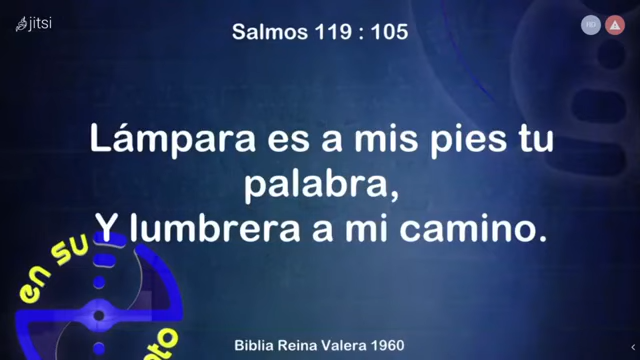 jitsi
Salmos 119 : 105
Lámpara es a mis pies tu
palabra,
Y lumbrera a mi camino.
en su
Biblia Reina Valera 1960